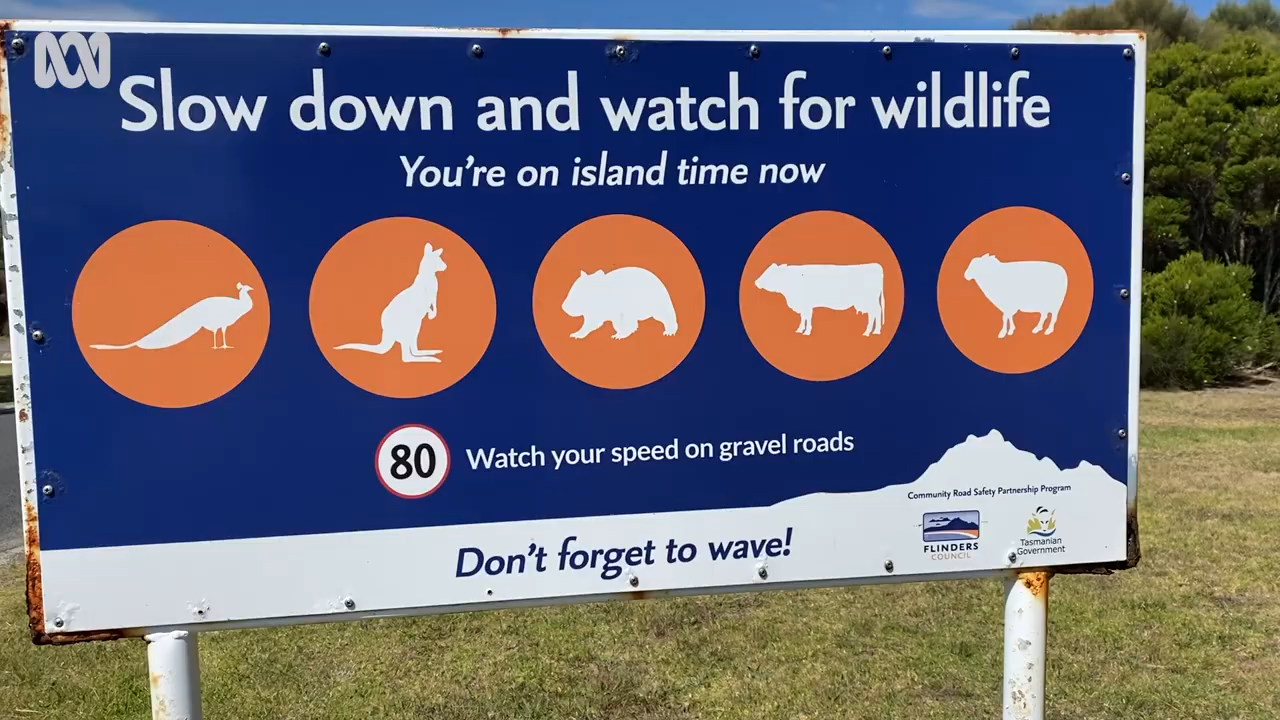 Slow down and watch for wildlife
You're on island time now
80 Watch your speed on gravel roads
Community Road Safety Partnership Program
FLINDERS
COUNCIL
Tasmanian
Government
Don't forget to wave!